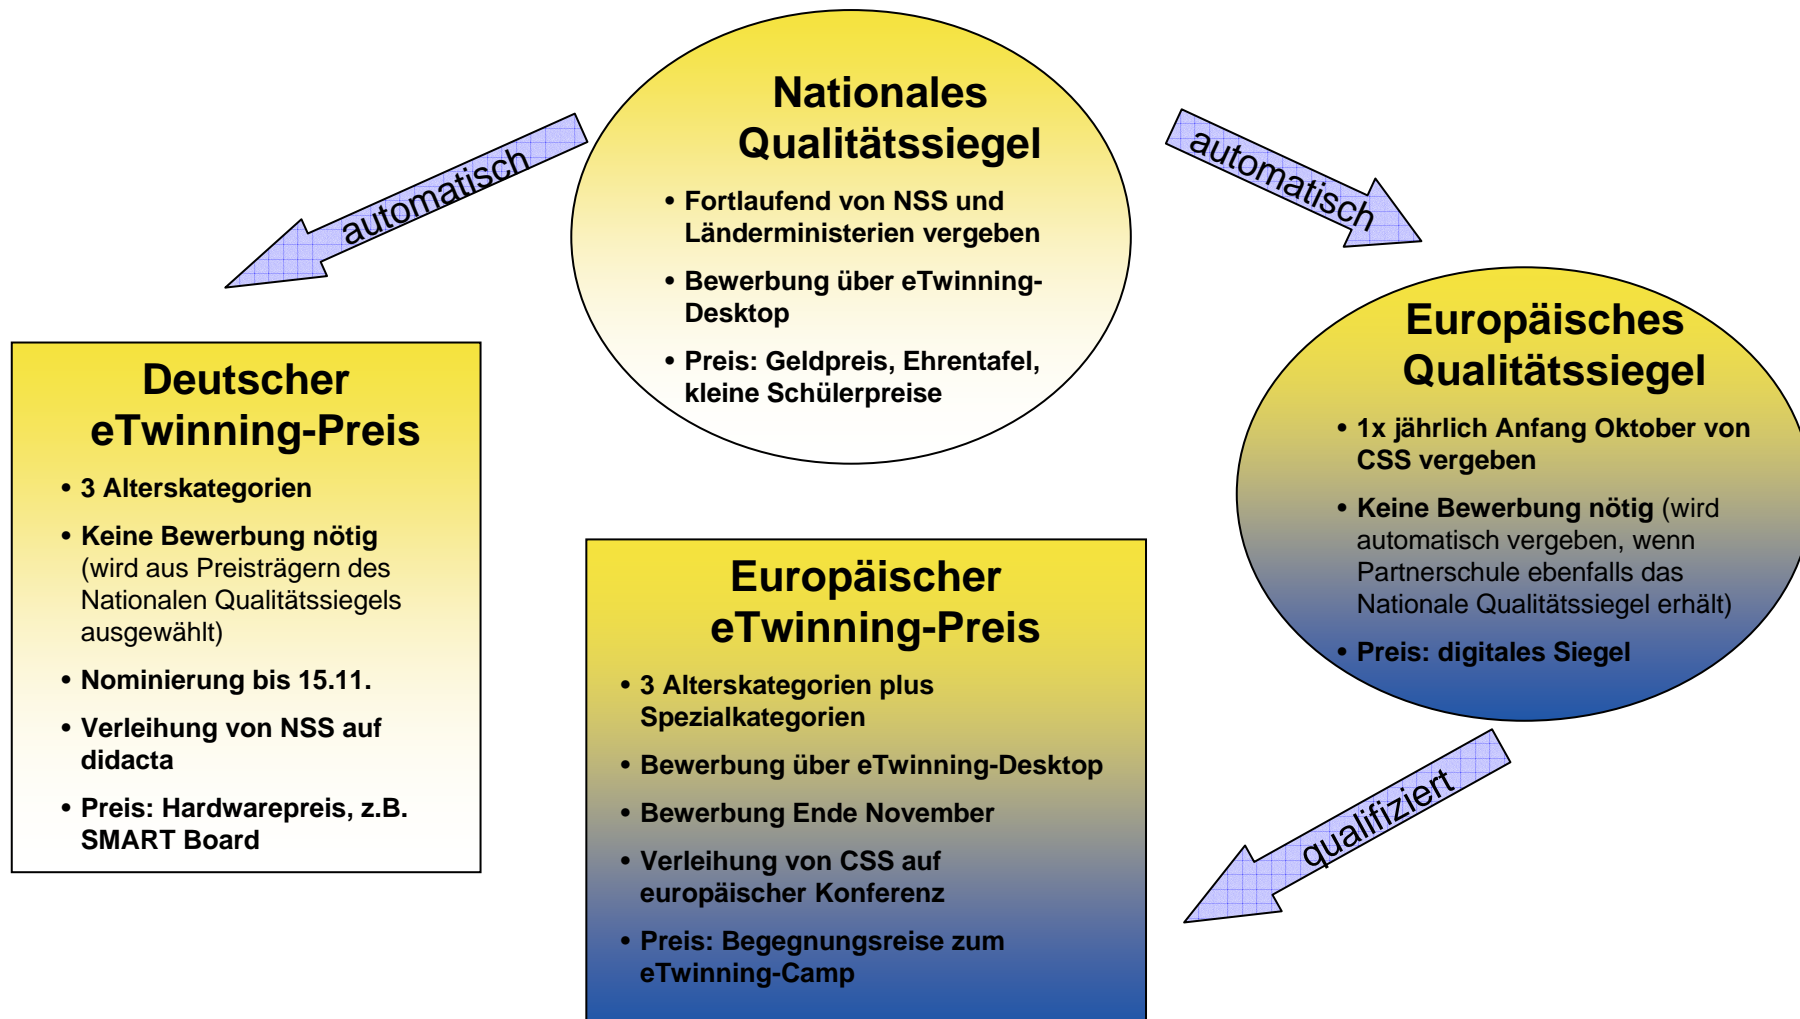 Nationales
Qualitätssiegel
• Fortlaufend von NSS und
Länderministerien vergeben
• Bewerbung über eTwinning-
Desktop
• Preis: Geldpreis, Ehrentafel,
kleine Schülerpreise
automatisch
automatisch
Deutscher
eTwinning-Preis
• 3 Alterskategorien
• Keine Bewerbung nötig
(wird aus Preisträgern des
Nationalen Qualitätssiegels
ausgewählt)
• Nominierung bis 15.11.
• Verleihung von NSS auf
didacta
• Preis: Hardwarepreis, z.B.
SMART Board
Europäisches
Qualitätssiegel
• 1x jährlich Anfang Oktober von
CSS vergeben
• Keine Bewerbung nötig (wird
automatisch vergeben, wenn
Partnerschule ebenfalls das
Nationale Qualitätssiegel erhält)
• Preis: digitales Siegel
qualifiziert
Europäischer
eTwinning-Preis
• 3 Alterskategorien plus
Spezialkategorien
• Bewerbung über eTwinning-Desktop
• Bewerbung Ende November
• Verleihung von CSS auf
europäischer Konferenz
• Preis: Begegnungsreise zum
eTwinning-Camp